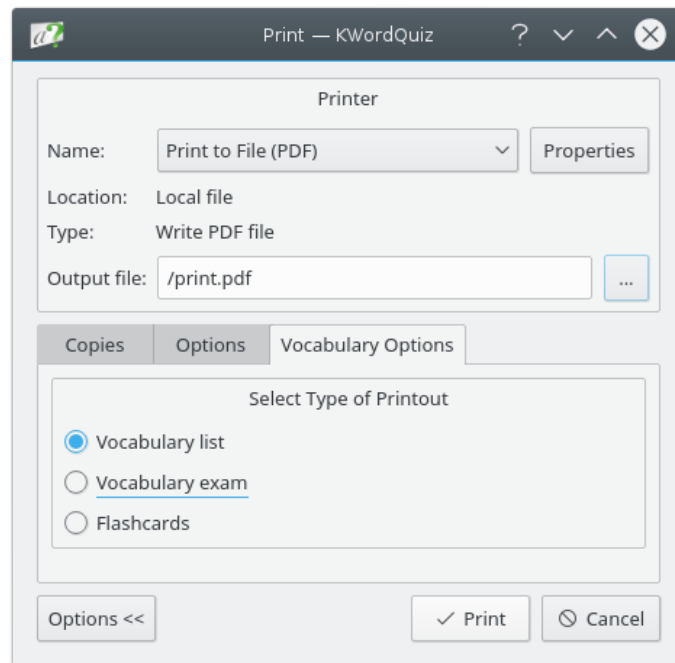 Print — KWordQuiz
Printer
Name: Print to File (PDF) Properties
Location: Local file
Type: Write PDF file
Output file: /print.pdf ...
Copies Options Vocabulary Options
Select Type of Printout
Vocabulary list
Vocabulary exam
Flashcards
Options << Print Cancel